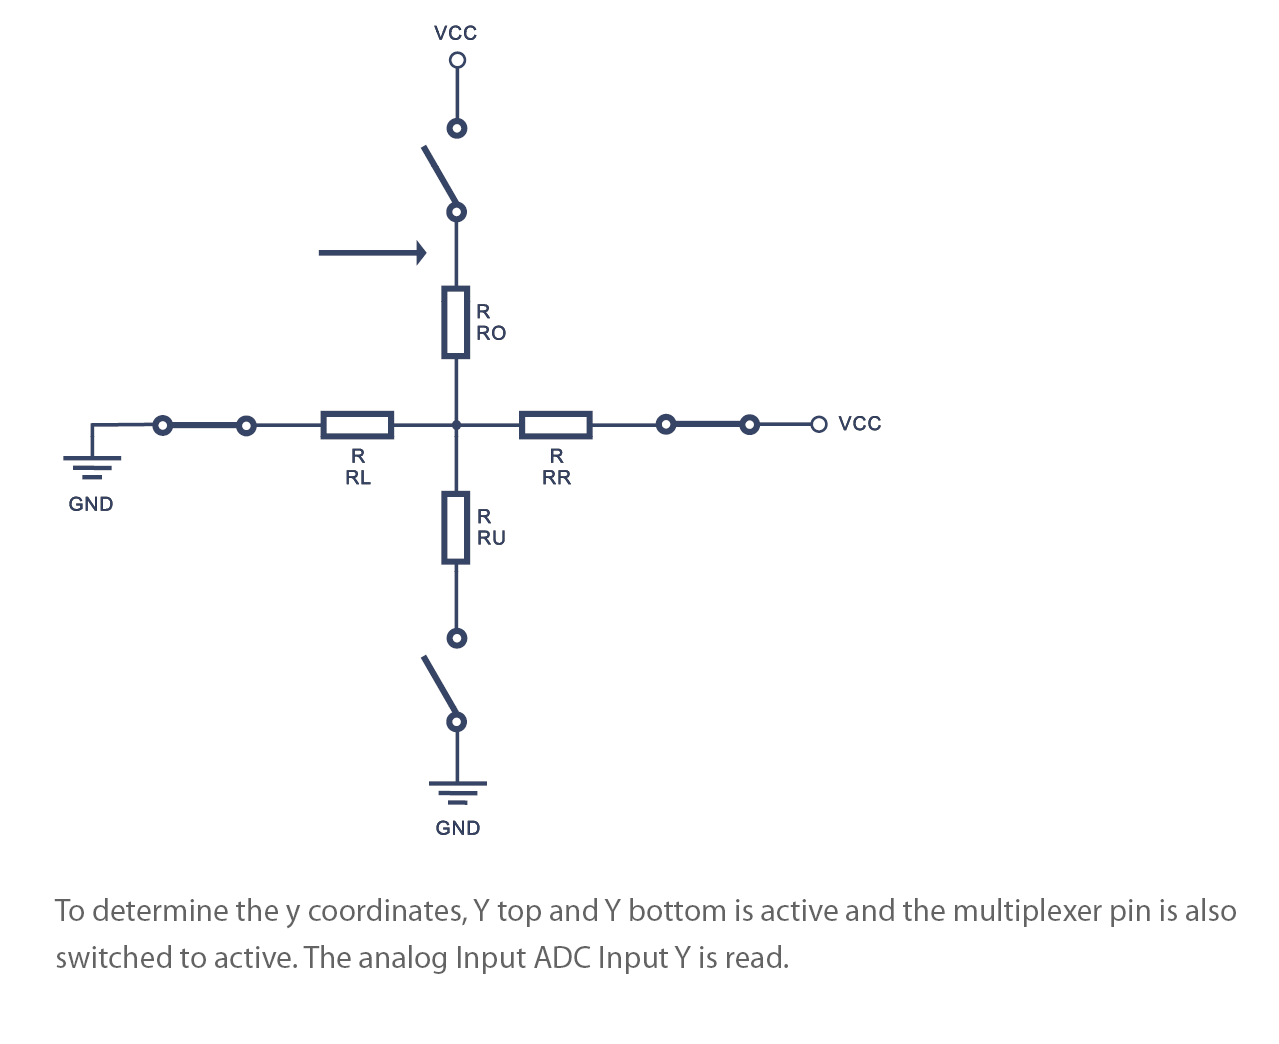 VCC
R
RO
VCC
R
RL
R
RR
GND
R
RU
GND
To determine the y coordinates, Y top and Y bottom is active and the multiplexer pin is also
switched to active. The analog Input ADC Input Y is read.